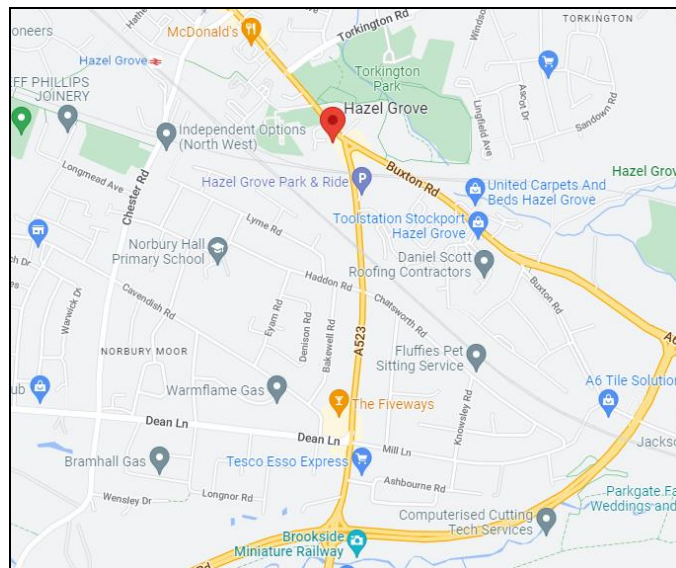 Torkington Rd
TORKINGTON
McDonald's
Hazel Grove
Torkington
Park
Ascot Dr
Sandown Rd
Lingfield Ave
EFF PHILLIPS
JOINERY
Hazel Grove
Independent Options
(North West)
Longmead Ave
Chester Rd
Hazel Grove Park & Ride
Buxton Rd
United Carpets And
Beds Hazel Grove
Hazel Grov
Lyme Rd
Toolstation Stockport
Hazel Grove
Norbury Hall
Primary School
Daniel Scott
Roofing Contractors
Haddon Rd
Buxton Rd
Cavendish Rd
Warwick Dr
Eyam Rd
Denison Rd
Bakewell Rd
Chatsworth Rd
A523
NORBURY MOOR
Fluffies Pet
Sitting Service
A6
Warmflame Gas
Knowsley Rd
A6 Tile Solution
The Fiveways
Dean Ln
Dean Ln
Mill Ln
Jackso
Bramhall Gas
Tesco Esso Express
Wensley Dr
Longnor Rd
Ashbourne Rd
Computerised Cutting
Tech Services
Parkgate Fa
Weddings and
Brookside
Miniature Railway